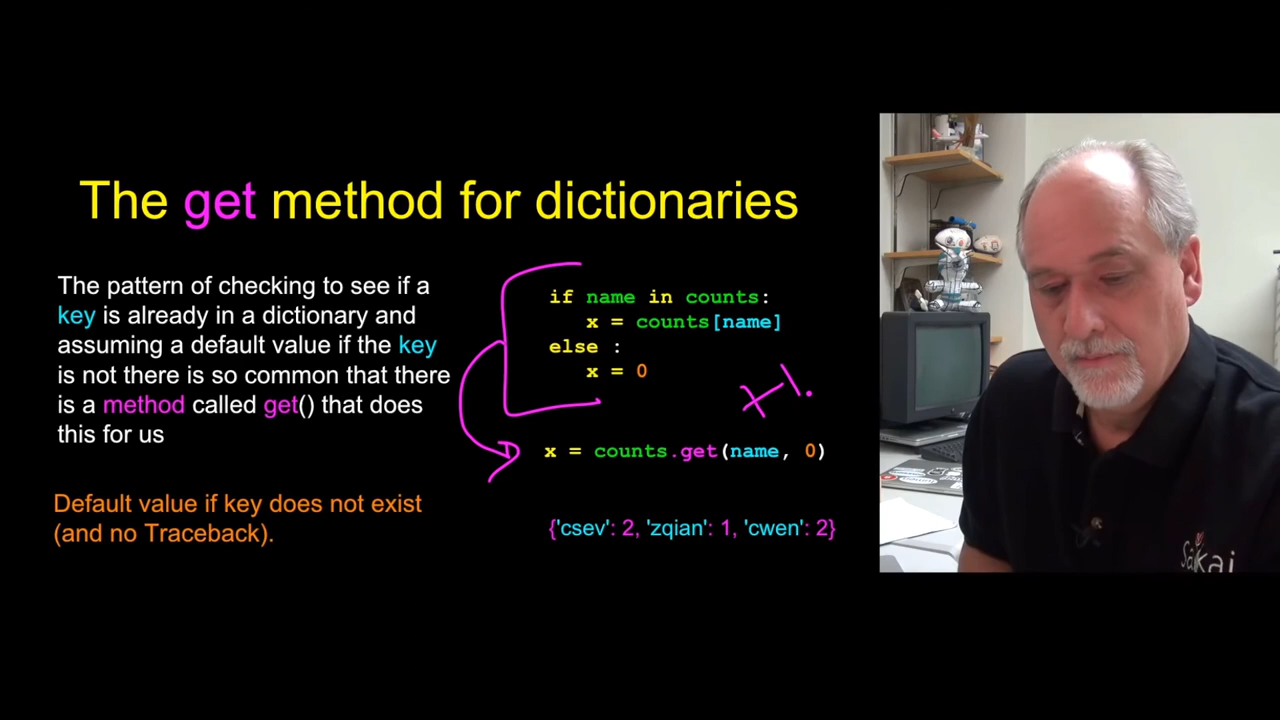 The get method for dictionaries
The pattern of checking to see if a
key is already in a dictionary and
assuming a default value if the key
is not there is so common that there
is a method called get() that does
this for us
Default value if key does not exist
(and no Traceback).
if name in counts:
x = counts[name]
else :
x = 0
x = counts.get(name, 0)
{'csev': 2, 'zqian': 1, 'cwen': 2}
Sakai